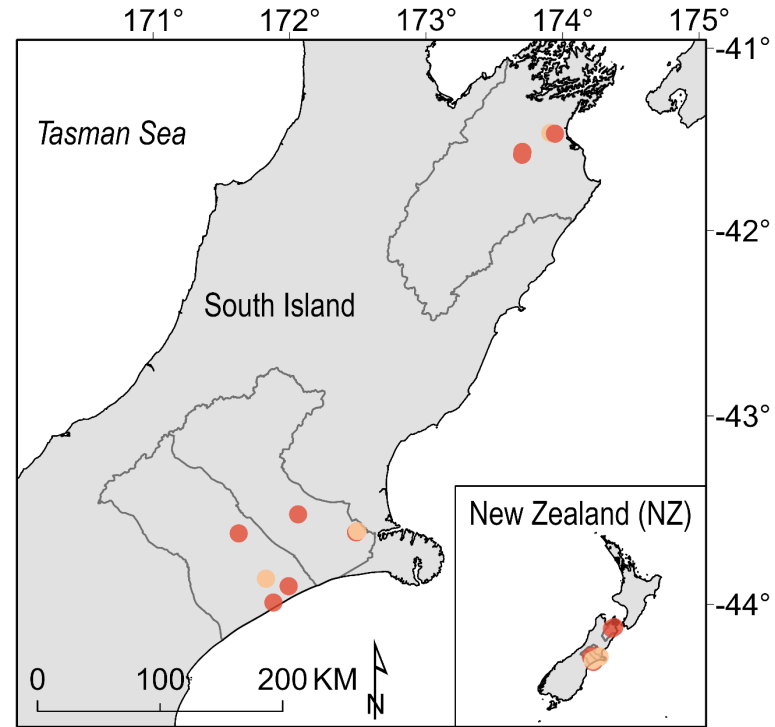 171° 172° 173° 174° 175°
-41°
Tasman Sea
-42°
South Island
-43°
New Zealand (NZ)
-44°
0 100 200 KM
N